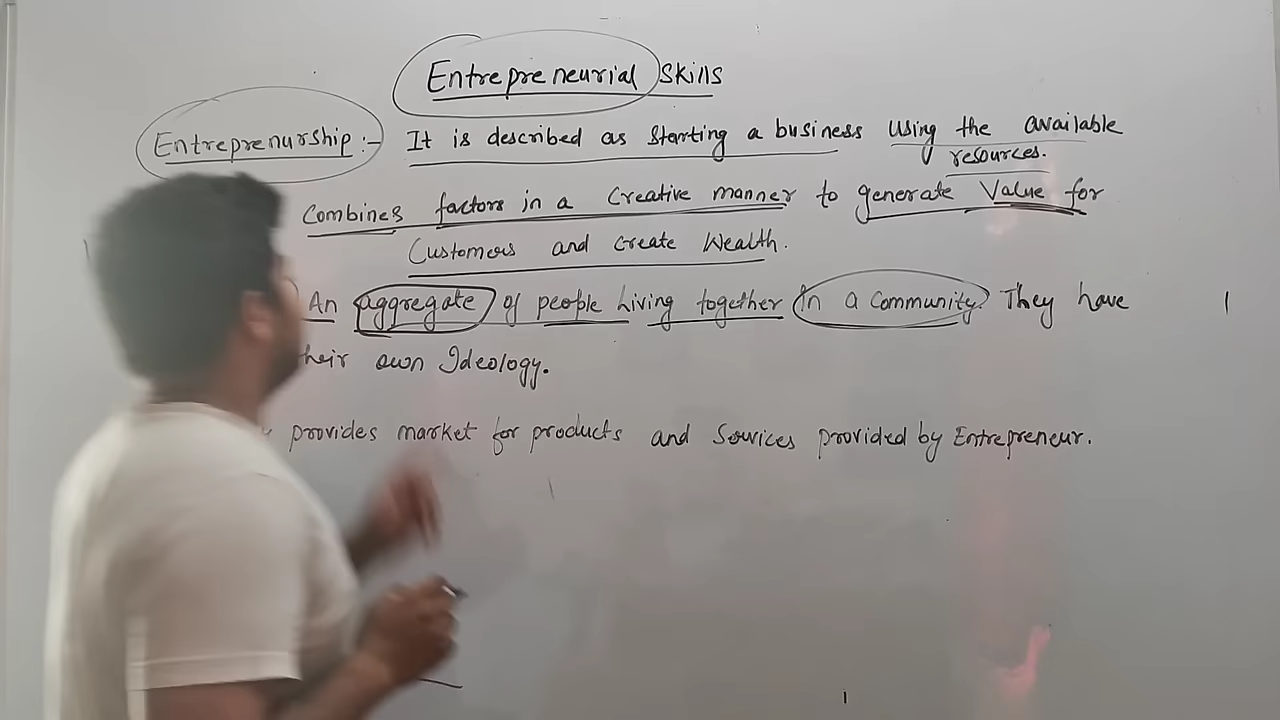 Entrepreneurial Skills
Entreprenurship :- It is described as starting a business using the available
resources.
Combines factors in a Creative manner to generate Value for
Customers and Create Wealth.
An aggregate of people Living together in a Community. They have
their own Ideology.
provides market for products and Services provided by Entrepreneur.